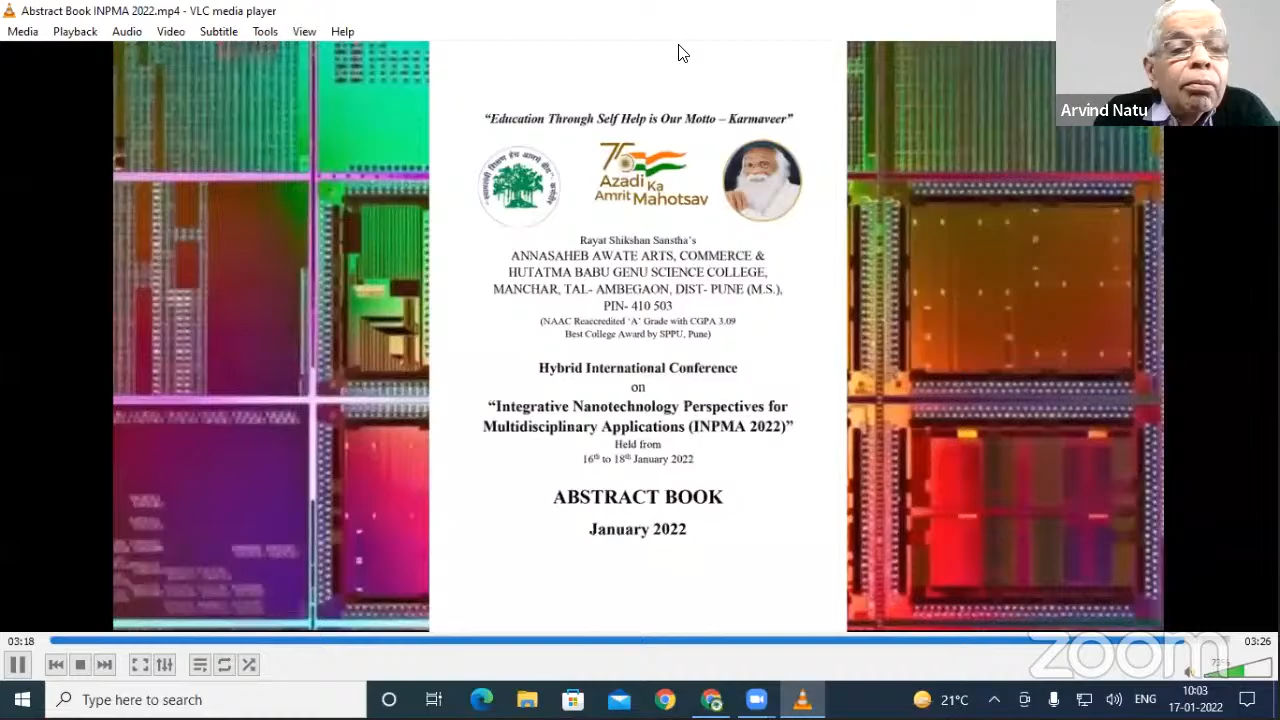 Abstract Book INPMA 2022.mp4 - VLC media player
Media Playback Audio Video Subtitle Tools View Help
Arvind Natu
“Education Through Self Help is Our Motto – Karmaveer”
75
Azadi Ka
Amrit Mahotsav
Rayat Shikshan Sanstha’s
ANNASAHEB AWATE ARTS, COMMERCE &
HUTATMA BABU GENU SCIENCE COLLEGE,
MANCHAR, TAL- AMBEGAON, DIST- PUNE (M.S.),
PIN- 410 503
(NAAC Reaccredited ‘A’ Grade with CGPA 3.09
Best College Award by SPPU, Pune)
Hybrid International Conference
on
“Integrative Nanotechnology Perspectives for
Multidisciplinary Applications (INPMA 2022)”
Held from
16th to 18th January 2022
ABSTRACT BOOK
January 2022
03:18 03:26
zoom
Type here to search
21°C ENG 10:03
17-01-2022